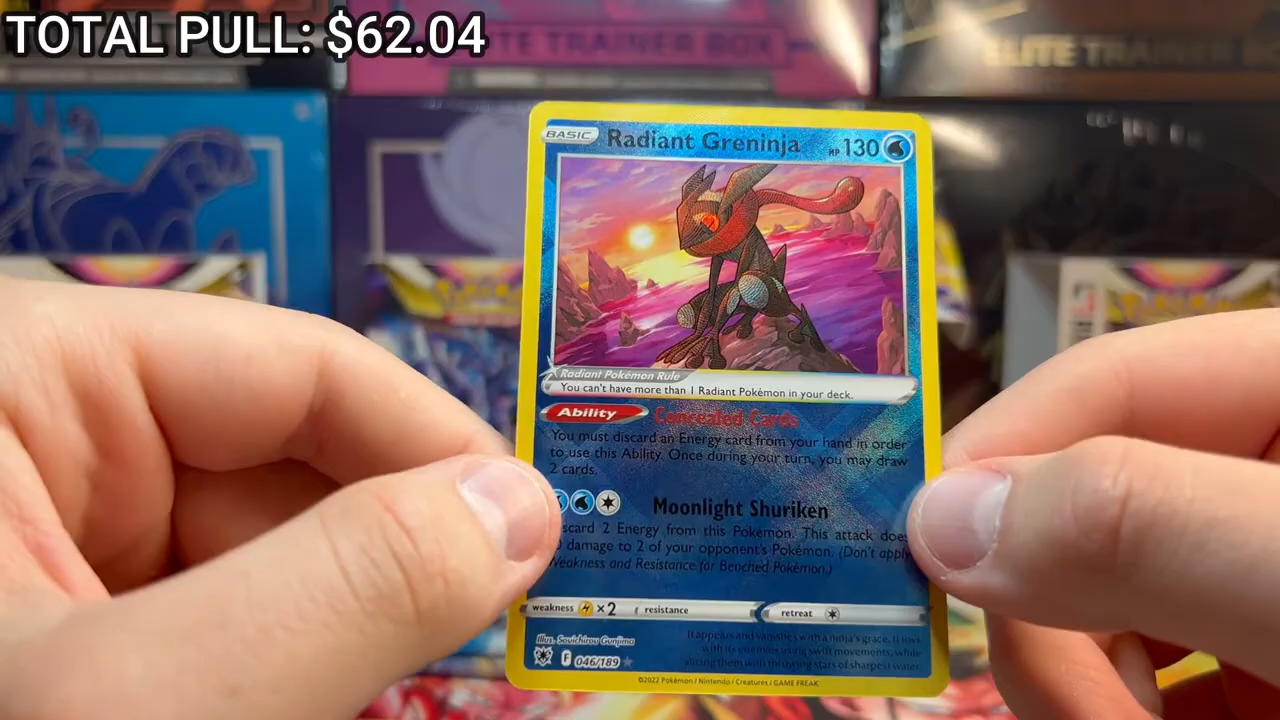 TOTAL PULL: $62.04
ELITE TRAINER BOX
ELITE TRAINER
BASIC Radiant Greninja HP 130
Radiant Pokémon Rule
You can't have more than 1 Radiant Pokémon in your deck.
Ability Concealed Cards
You must discard an Energy card from your hand in order
to use this Ability. Once during your turn, you may draw
2 cards.
Moonlight Shuriken
scard 2 Energy from this Pokémon. This attack does
0 damage to 2 of your opponent's Pokémon. (Don't apply
Weakness and Resistance for Benched Pokémon.)
weakness ×2 resistance retreat
Illus. Souichirou Gunjima
F 046/189
It appears and vanishes with a ninja's grace. It toys
with its enemies using swift movements, while
slicing them with throwing stars of sharpest water.
©2022 Pokémon / Nintendo / Creatures / GAME FREAK